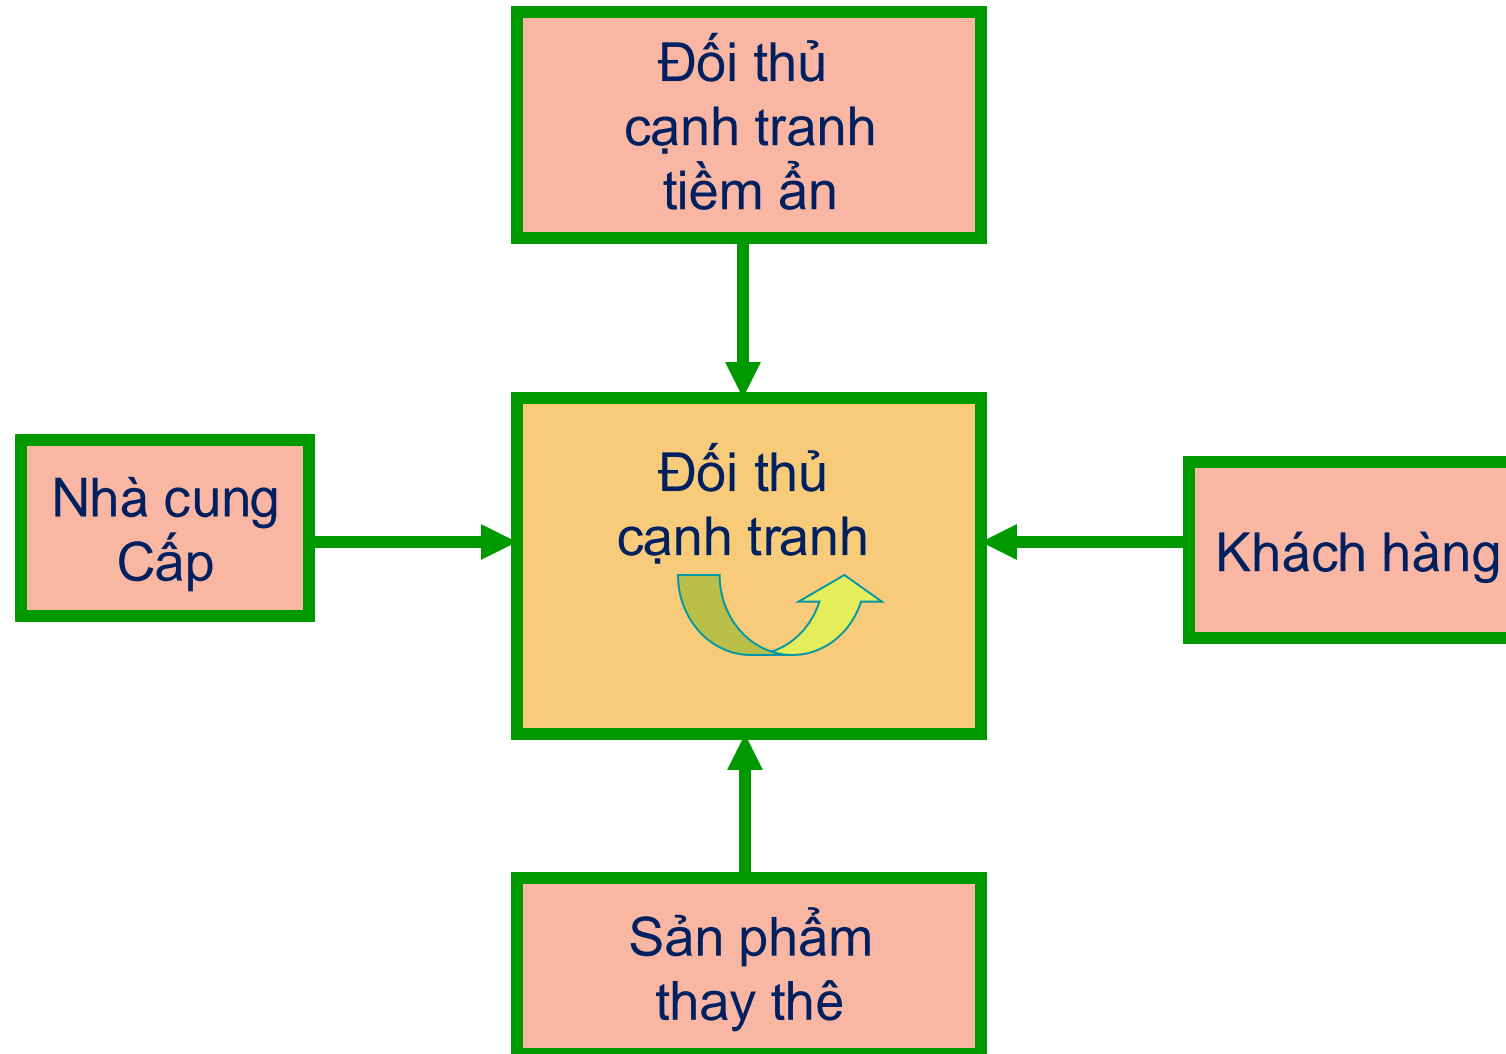 Đối thủ
cạnh tranh
tiềm ẩn
Nhà cung
Cấp
Đối thủ
cạnh tranh
Khách hàng
Sản phẩm
thay thê